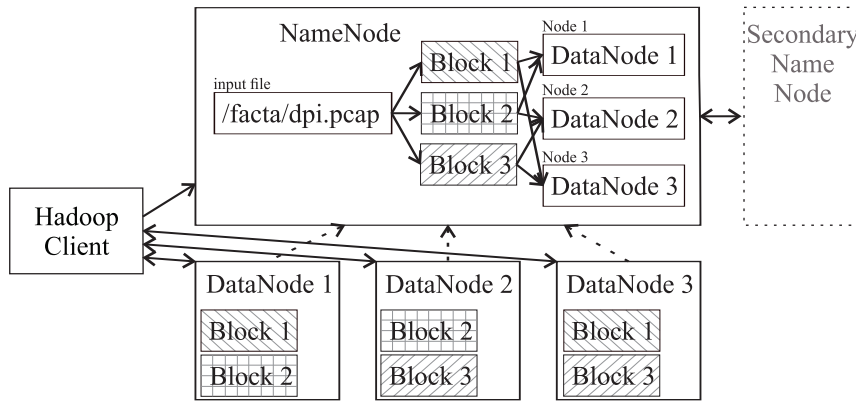 NameNode
input file
/facta/dpi.pcap
Block 1
Block 2
Block 3
Node 1
DataNode 1
Node 2
DataNode 2
Node 3
DataNode 3
Secondary
Name
Node
Hadoop
Client
DataNode 1
Block 1
Block 2
DataNode 2
Block 2
Block 3
DataNode 3
Block 1
Block 3